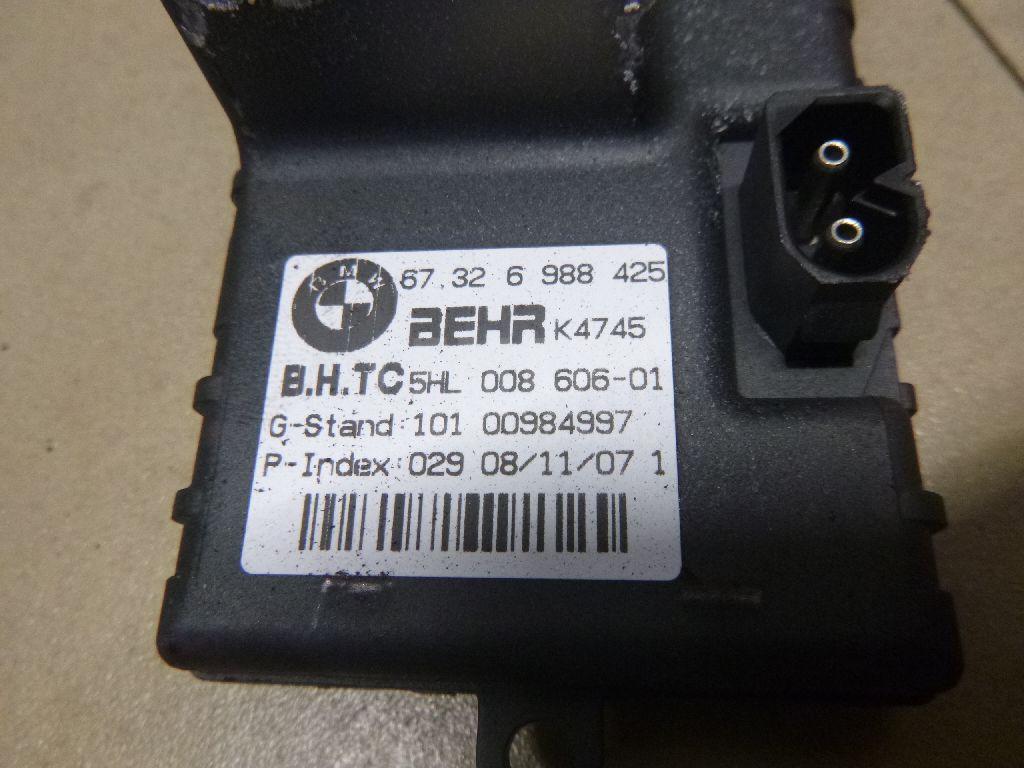 BMW 67.32 6 988 425
BEHR K4745
B.H.T C 5HL 008 606-01
G-Stand:101 00984997
P-Index:029 08/11/07 1